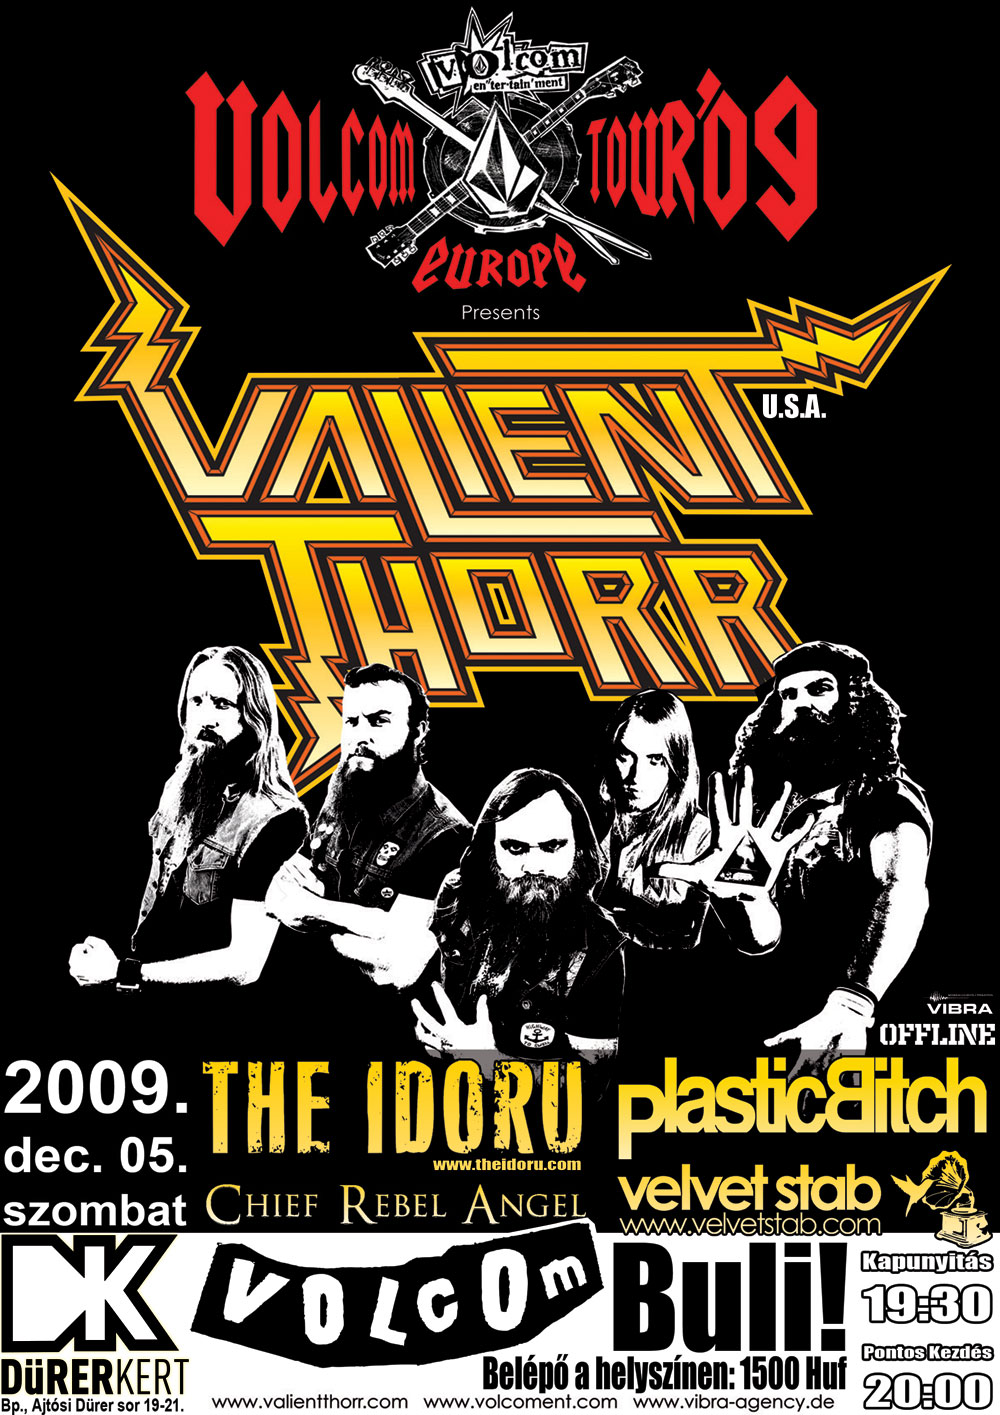 volcom
en"ter·tain'ment
VOLCOM TOUR'09
EUROPE
Presents
VALIENT
U.S.A.
THORR
VIBRA
OFFLINE
2009.
dec. 05.
szombat
THE IDORU
www.theidoru.com
CHIEF REBEL ANGEL
plasticBitch
velvet stab
www.velvetstab.com
DK
DüRERKERT
Bp., Ajtósi Dürer sor 19-21.
VOLCOm
Buli!
Belépő a helyszínen: 1500 Huf
www.valientthorr.com www.volcoment.com www.vibra-agency.de
Kapunyitás
19:30
Pontos Kezdés
20:00